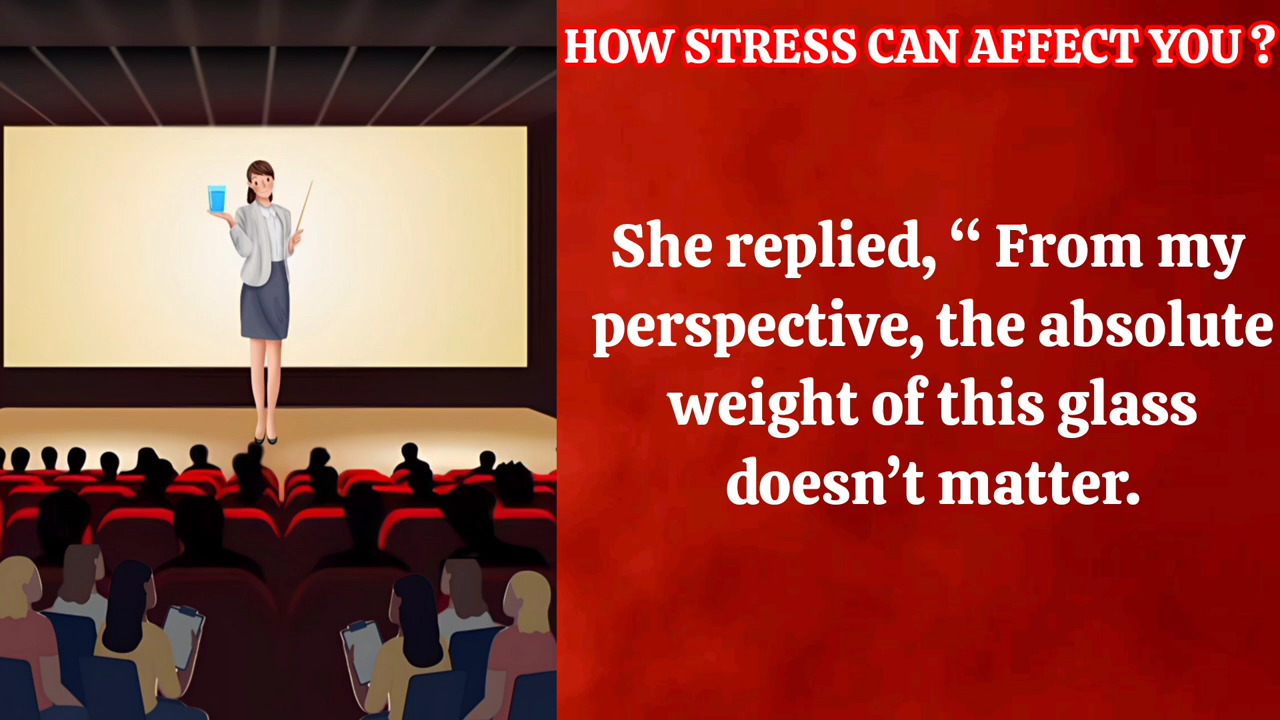 HOW STRESS CAN AFFECT YOU ?
She replied, “ From my
perspective, the absolute
weight of this glass
doesn’t matter.